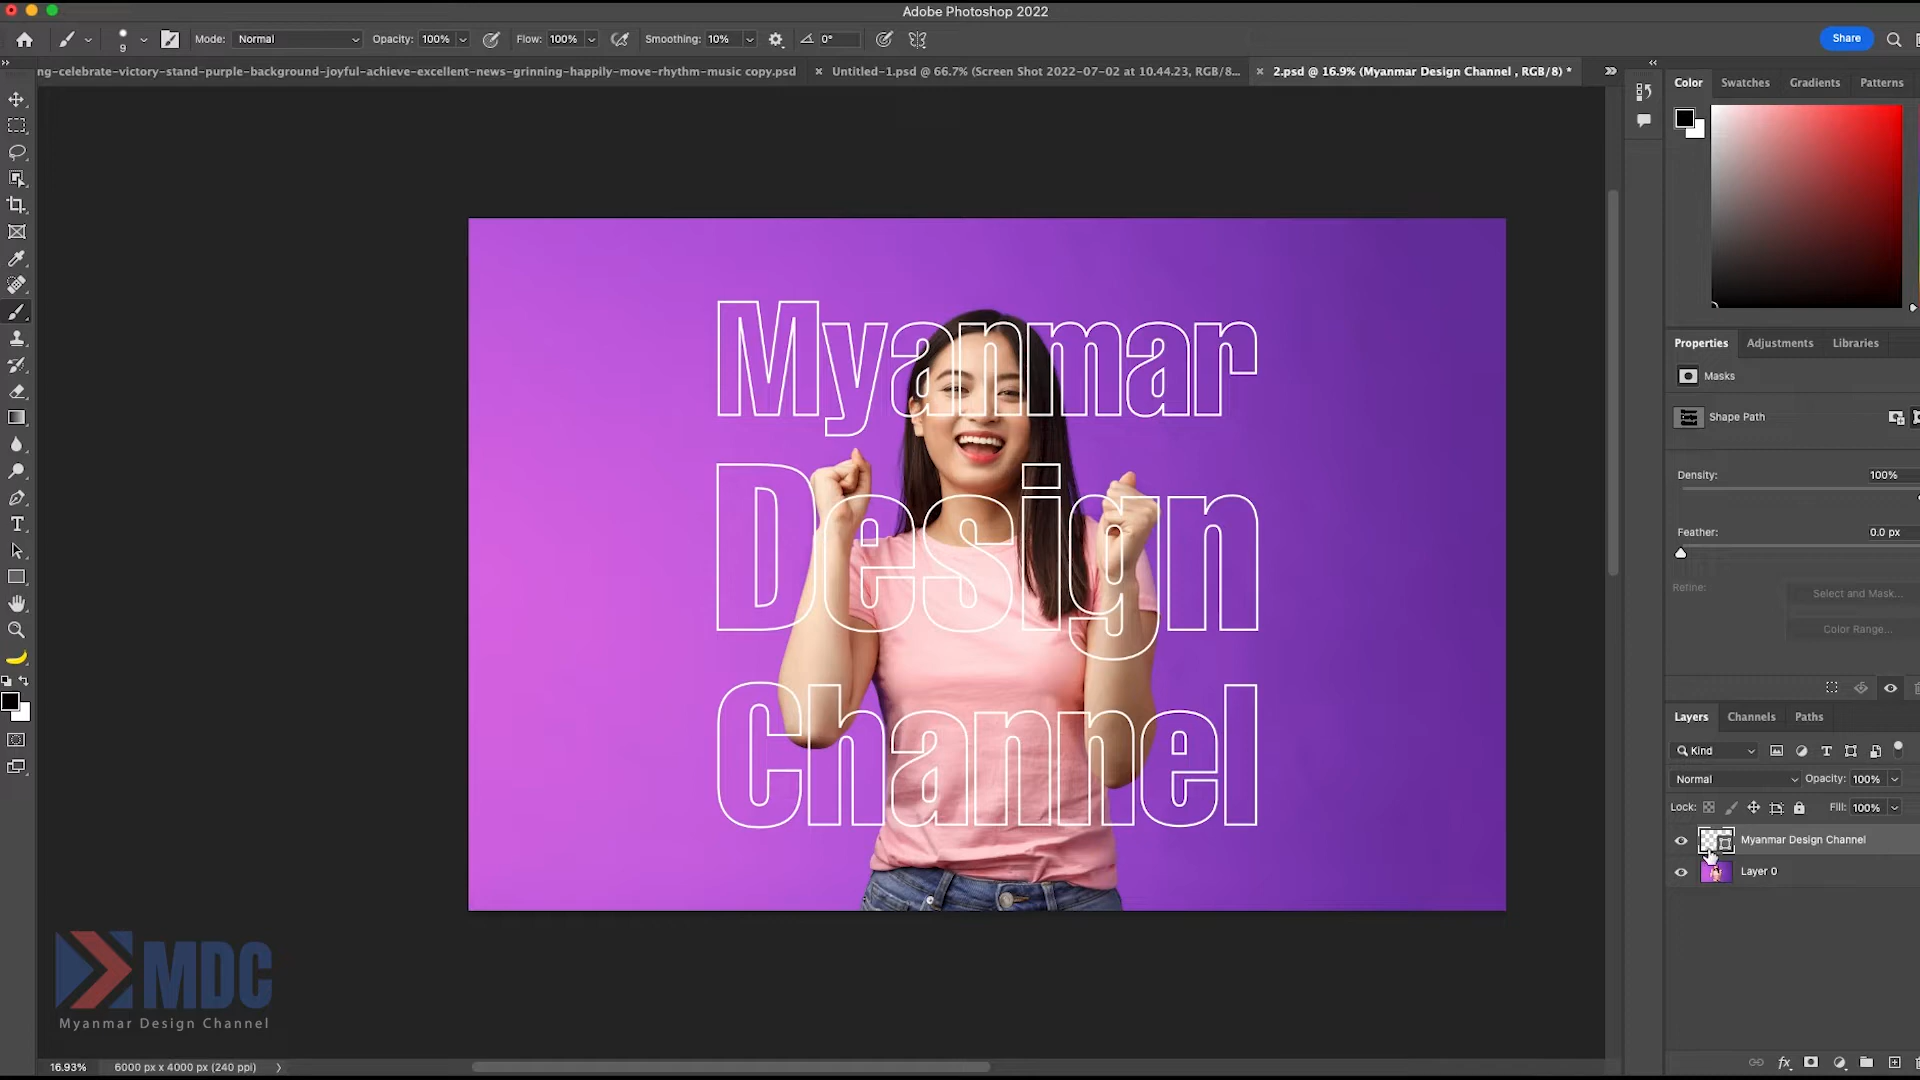 Adobe Photoshop 2022
9
Mode: Normal
Opacity: 100%
Flow: 100%
Smoothing: 10%
0°
Share
ng-celebrate-victory-stand-purple-background-joyful-achieve-excellent-news-grinning-happily-move-rhythm-music copy.psd
Untitled-1.psd @ 66.7% (Screen Shot 2022-07-02 at 10.44.23, RGB/8...
2.psd @ 16.9% (Myanmar Design Channel , RGB/8) *
Color
Swatches
Gradients
Patterns
Myanmar
Design
Channel
Properties
Adjustments
Libraries
Masks
Shape Path
Density:
100%
Feather:
0.0 px
Refine:
Select and Mask...
Color Range...
Layers
Channels
Paths
Kind
Normal
Opacity: 100%
Lock:
Fill: 100%
Myanmar Design Channel
Layer 0
MDC
Myanmar Design Channel
16.93%
6000 px x 4000 px (240 ppi)
fx